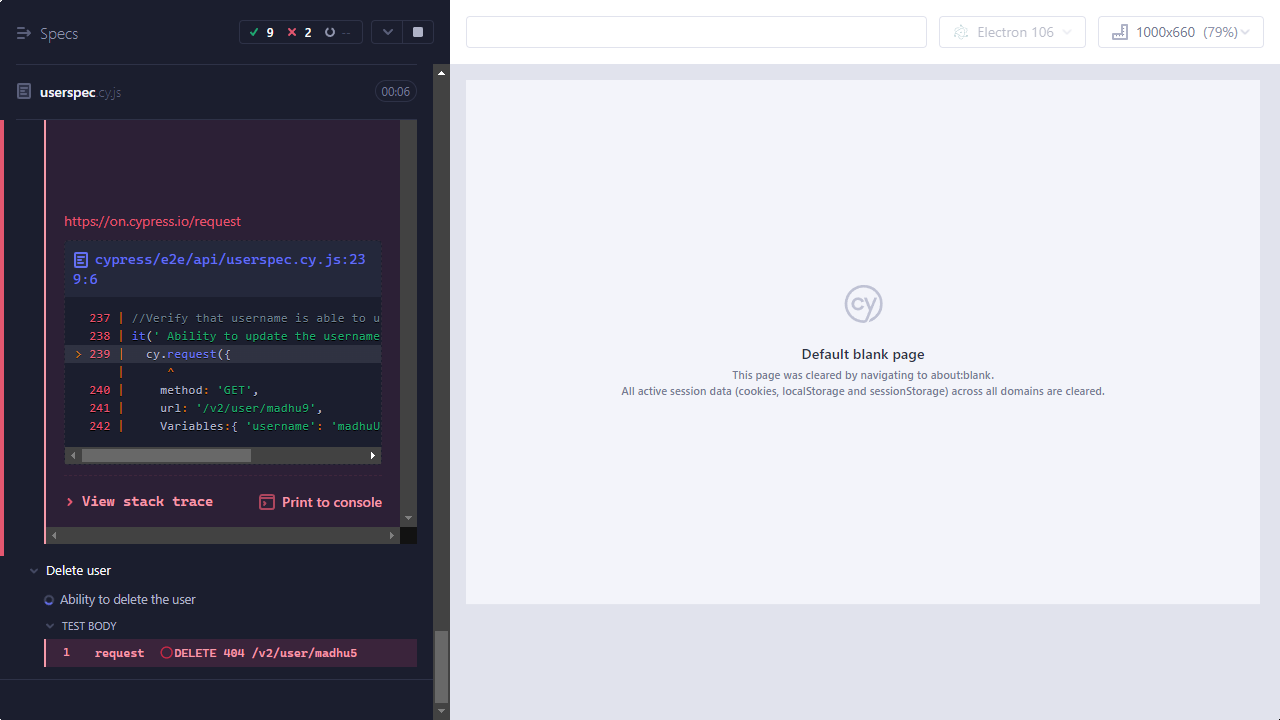 Specs
9 2 --
Electron 106
1000x660 (79%)
userspec.cy.js
00:06
https://on.cypress.io/request
cypress/e2e/api/userspec.cy.js:23
9:6
237 | //Verify that username is able to u
238 | it(' Ability to update the username
> 239 | cy.request({
| ^
240 | method: 'GET',
241 | url: '/v2/user/madhu9',
242 | Variables:{ 'username': 'madhuU
> View stack trace
Print to console
Delete user
Ability to delete the user
TEST BODY
1 request DELETE 404 /v2/user/madhu5
cy
Default blank page
This page was cleared by navigating to about:blank.
All active session data (cookies, localStorage and sessionStorage) across all domains are cleared.